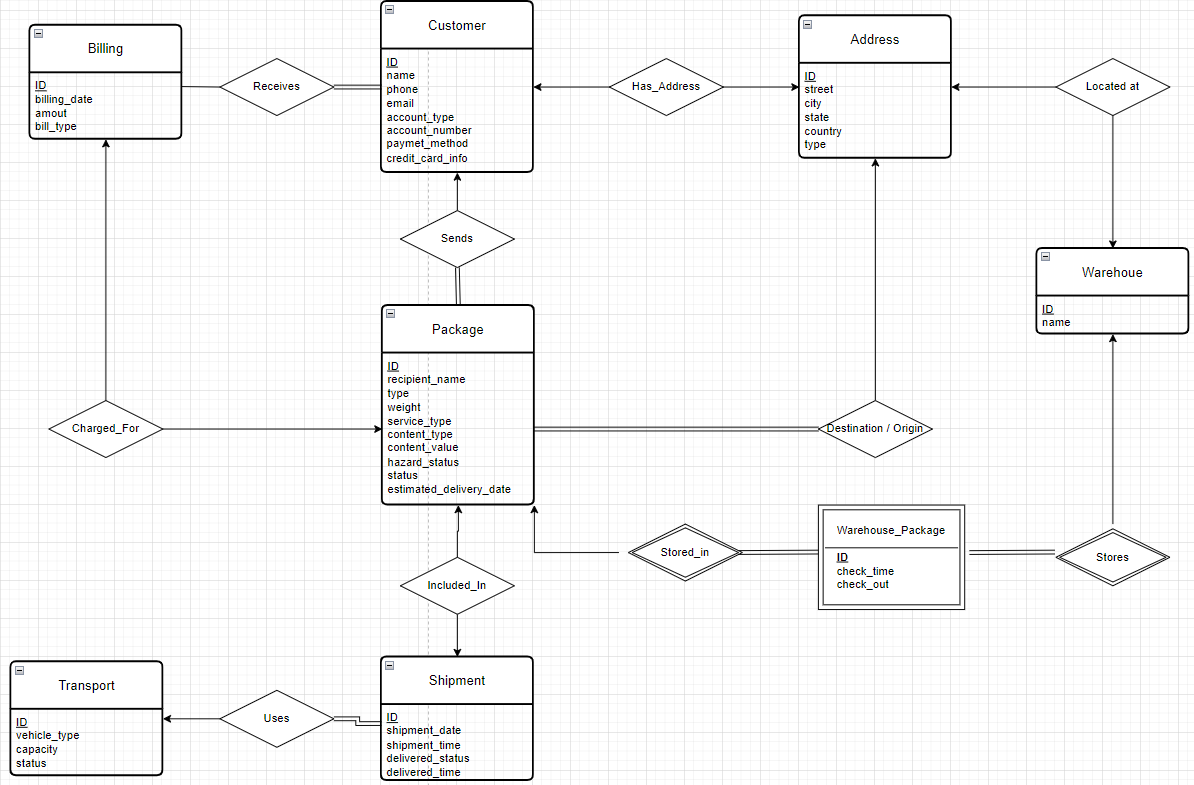 Billing
ID
billing_date
amout
bill_type
Receives
Customer
ID
name
phone
email
account_type
account_number
paymet_method
credit_card_info
Has_Address
Address
ID
street
city
state
country
type
Located at
Sends
Warehoue
ID
name
Package
ID
recipient_name
type
weight
service_type
content_type
content_value
hazard_status
status
estimated_delivery_date
Charged_For
Destination / Origin
Stored_in
Warehouse_Package
ID
check_time
check_out
Stores
Included_In
Transport
ID
vehicle_type
capacity
status
Uses
Shipment
ID
shipment_date
shipment_time
delivered_status
delivered_time